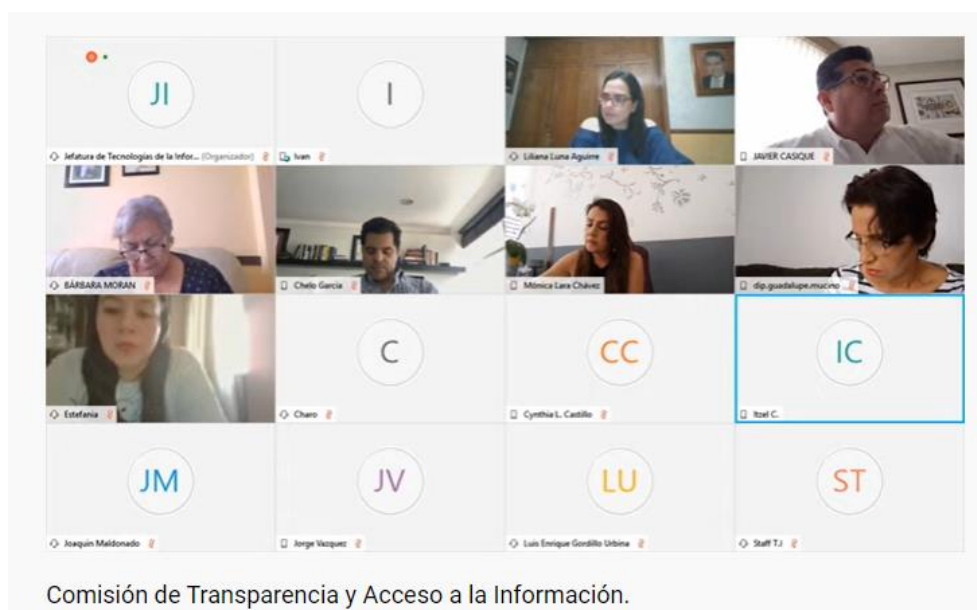 JI
I
Jefatura de Tecnologías de la Infor... (Organizador)
Ivan
Liliana Luna Aguirre
JAVIER CASIQUE
BÁRBARA MORAN
Chelo García
Mónica Lara Chávez
dip.guadalupe.mucino
C
CC
IC
Estefania
Charo
Cynthia L. Castillo
Itzel C.
JM
JV
LU
ST
Joaquin Maldonado
Jorge Vazquez
Luis Enrique Gordillo Urbina
Staff T.I
Comisión de Transparencia y Acceso a la Información.